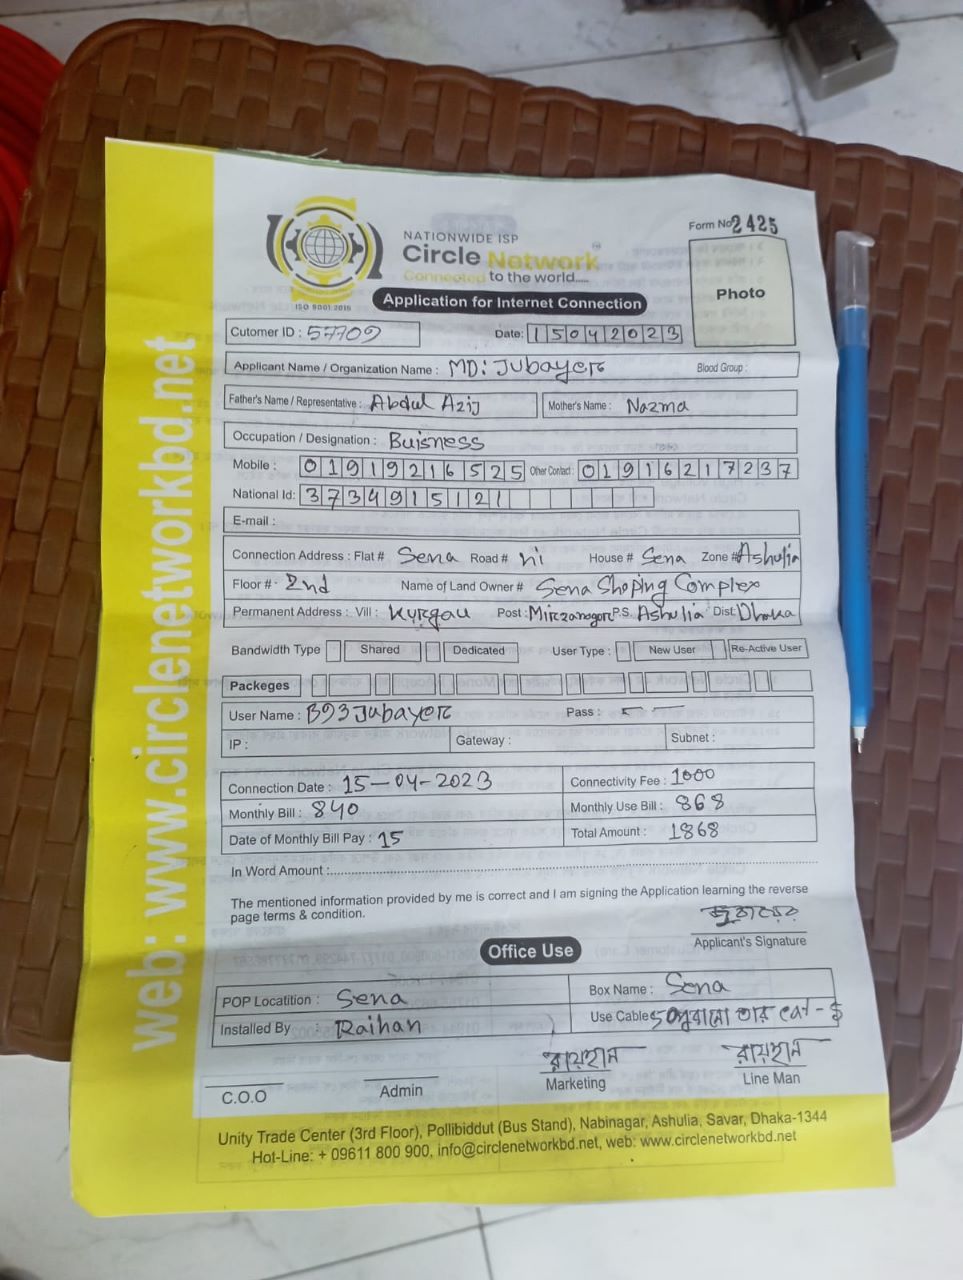 web: www.circlenetworkbd.net
Form No 2425
NATIONWIDE ISP
Circle Network
Connected to the world.....
ISO 9001:2015
Application for Internet Connection
Photo
Cutomer ID : 57709 Date: 15042023
Applicant Name / Organization Name : MD: Jubayer Blood Group :
Father's Name / Representative : Abdul Azij Mother's Name : Nazma
Occupation / Designation : Buisness
Mobile : 01919216525 Other Contact : 01916217237
National Id: 3734915121
E-mail :
Connection Address : Flat # Sena Road # ni House # Sena Zone # Ashulia
Floor # 2nd Name of Land Owner # Sena Shoping Complex
Permanent Address : Vill : Kurgau Post : Mirzanogor P.S. Ashulia Dist: Dhaka
Bandwidth Type Shared Dedicated User Type : New User Re-Active User
Packeges
User Name : B93Jubayer Pass :
IP : Gateway : Subnet :
Connection Date : 15-04-2023 Connectivity Fee : 1000
Monthly Bill : 840 Monthly Use Bill : 868
Date of Monthly Bill Pay : 15 Total Amount : 1868
In Word Amount :
The mentioned information provided by me is correct and I am signing the Application learning the reverse
page terms & condition.
Applicant's Signature
Office Use
POP Locatition : Sena Box Name : Sena
Installed By : Raihan Use Cable তার cat-
রায়হান রায়হান
C.O.O Admin Marketing Line Man
Unity Trade Center (3rd Floor), Pollibiddut (Bus Stand), Nabinagar, Ashulia, Savar, Dhaka-1344
Hot-Line: + 09611 800 900, info@circlenetworkbd.net, web: www.circlenetworkbd.net